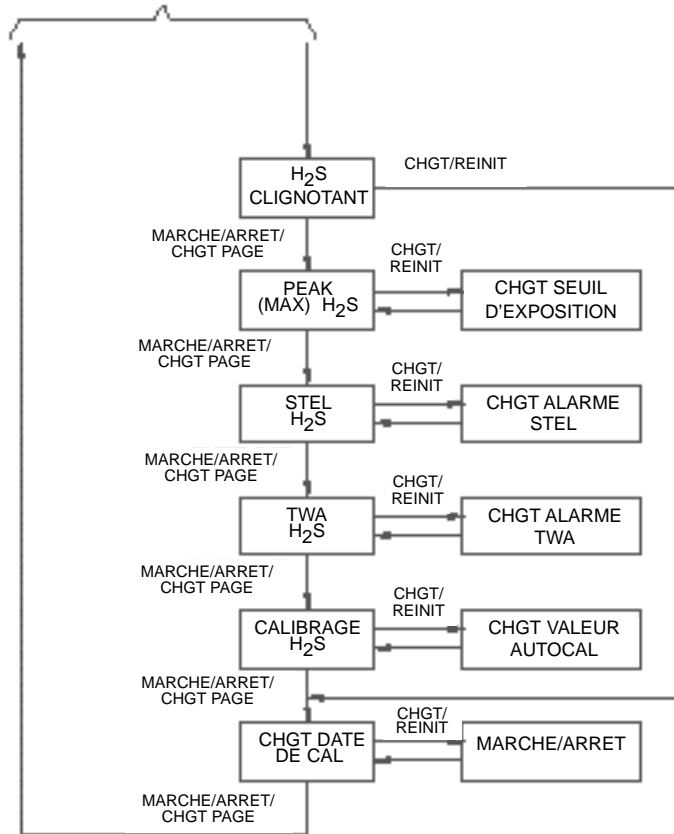 H₂S
CLIGNOTANT
CHGT/REINIT
MARCHE/ARRET/
CHGT PAGE
CHGT/
REINIT
PEAK
(MAX) H₂S
CHGT SEUIL
D'EXPOSITION
MARCHE/ARRET/
CHGT PAGE
CHGT/
REINIT
STEL
H₂S
CHGT ALARME
STEL
MARCHE/ARRET/
CHGT PAGE
CHGT/
REINIT
TWA
H₂S
CHGT ALARME
TWA
MARCHE/ARRET/
CHGT PAGE
CHGT/
REINIT
CALIBRAGE
H₂S
CHGT VALEUR
AUTOCAL
MARCHE/ARRET/
CHGT PAGE
CHGT/
REINIT
CHGT DATE
DE CAL
MARCHE/ARRET
MARCHE/ARRET/
CHGT PAGE